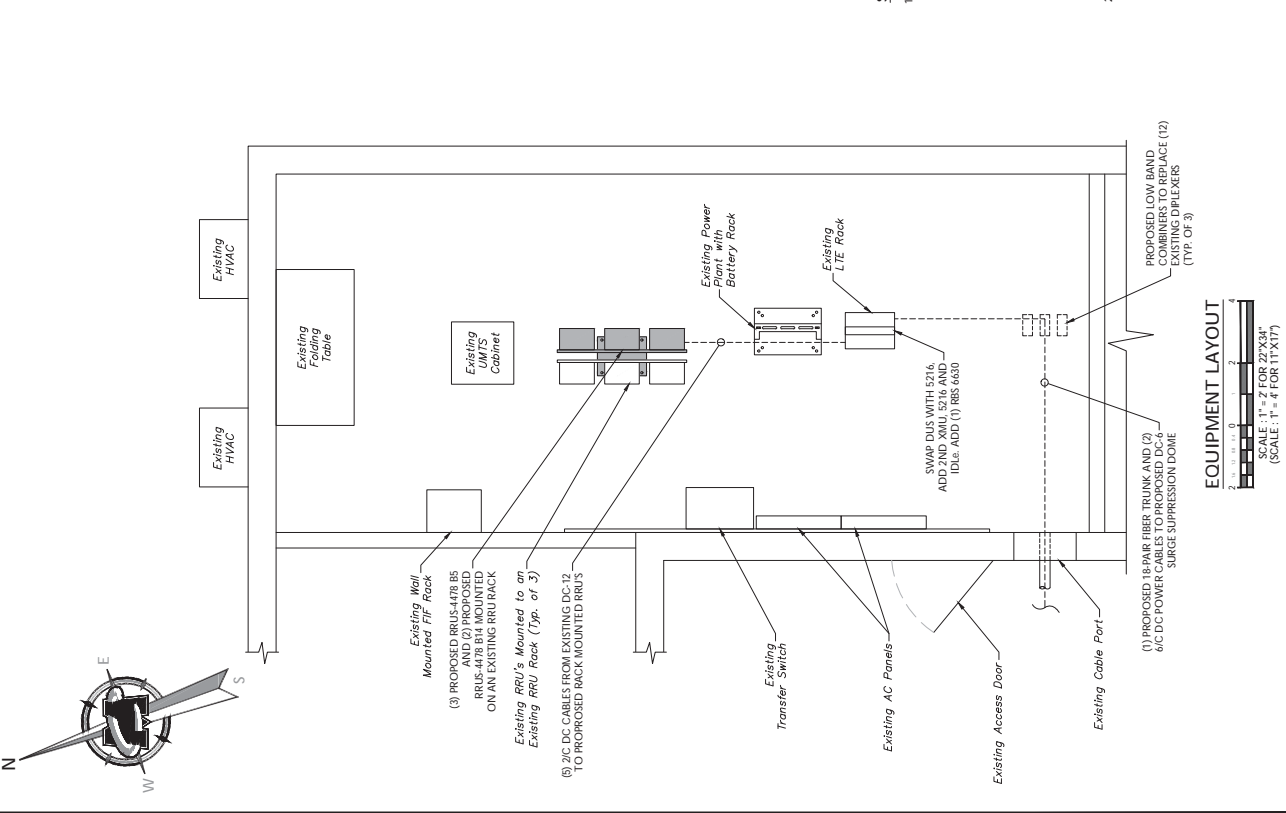 N
E
S
W
Existing
HVAC
Existing
HVAC
Existing
Folding
Table
Existing
UMTS
Cabinet
Existing Power
Plant with
Battery Rack
Existing
LTE Rack
PROPOSED LOW BAND
COMBINERS TO REPLACE (12)
EXISTING DIPLEXERS
(TYP. OF 3)
SWAP DUS WITH 5216,
ADD 2ND XMU, 5216 AND
IDLe. ADD (1) RBS 6630
Existing Wall
Mounted FIF Rack
(3) PROPOSED RRUS-4478 B5
AND (2) PROPOSED
RRUS-4478 B14 MOUNTED
ON AN EXISTING RRU RACK
Existing RRU's Mounted to an
Existing RRU Rack (Typ. of 3)
(5) 2/C DC CABLES FROM EXISTING DC-12
TO PROPROSED RACK MOUNTED RRU'S
Existing
Transfer Switch
Existing AC Panels
Existing Access Door
Existing Cable Port
(1) PROPOSED 18-PAIR FIBER TRUNK AND (2)
6/C DC POWER CABLES TO PROPOSED DC-6
SURGE SUPPRESSION DOME
EQUIPMENT LAYOUT
2 0 1 2 4
SCALE : 1" = 2' FOR 22"X34"
(SCALE : 1" = 4' FOR 11"X17")